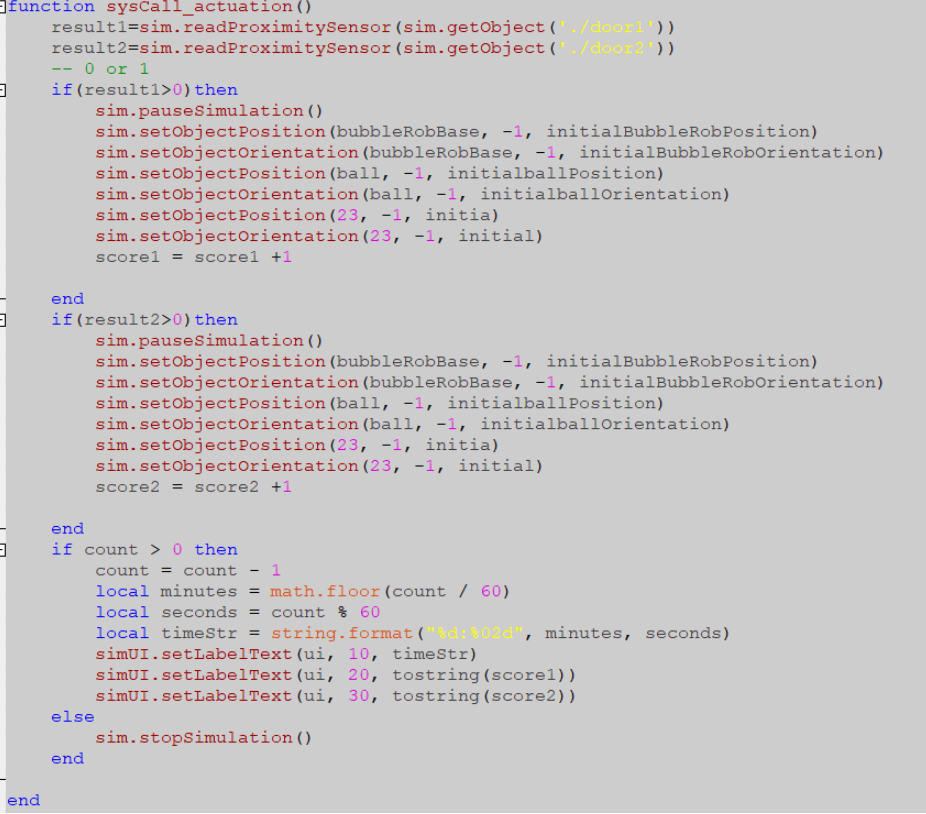 function sysCall_actuation()
    result1=sim.readProximitySensor(sim.getObject('./door1'))
    result2=sim.readProximitySensor(sim.getObject('./door2'))
    -- 0 or 1
    if(result1>0)then
        sim.pauseSimulation()
        sim.setObjectPosition(bubbleRobBase, -1, initialBubbleRobPosition)
        sim.setObjectOrientation(bubbleRobBase, -1, initialBubbleRobOrientation)
        sim.setObjectPosition(ball, -1, initialballPosition)
        sim.setObjectOrientation(ball, -1, initialballOrientation)
        sim.setObjectPosition(23, -1, initia)
        sim.setObjectOrientation(23, -1, initial)
        score1 = score1 +1
    end
    if(result2>0)then
        sim.pauseSimulation()
        sim.setObjectPosition(bubbleRobBase, -1, initialBubbleRobPosition)
        sim.setObjectOrientation(bubbleRobBase, -1, initialBubbleRobOrientation)
        sim.setObjectPosition(ball, -1, initialballPosition)
        sim.setObjectOrientation(ball, -1, initialballOrientation)
        sim.setObjectPosition(23, -1, initia)
        sim.setObjectOrientation(23, -1, initial)
        score2 = score2 +1
    end
    if count > 0 then
        count = count - 1
        local minutes = math.floor(count / 60)
        local seconds = count % 60
        local timeStr = string.format("%d:%02d", minutes, seconds)
        simUI.setLabelText(ui, 10, timeStr)
        simUI.setLabelText(ui, 20, tostring(score1))
        simUI.setLabelText(ui, 30, tostring(score2))
    else
        sim.stopSimulation()
    end
end